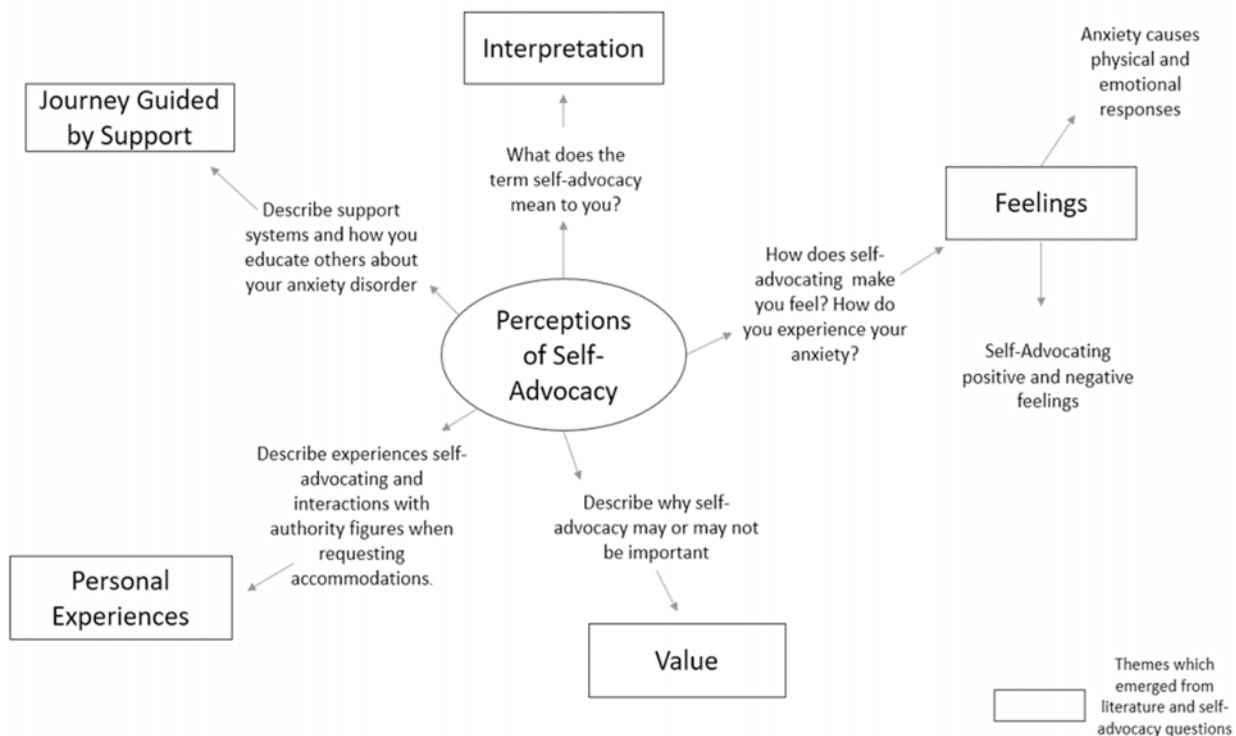 Interpretation
Anxiety causes
physical and
emotional
responses
Journey Guided
by Support
What does the
term self-advocacy
mean to you?
Feelings
Describe support
systems and how you
educate others about
your anxiety disorder
How does self-
advocating make
you feel? How do
you experience your
anxiety?
Perceptions
of Self-
Advocacy
Self-Advocating
positive and negative
feelings
Describe experiences self-
advocating and
interactions with
authority figures when
requesting
accommodations.
Describe why self-
advocacy may or may not
be important
Personal
Experiences
Value
Themes which
emerged from
literature and self-
advocacy questions